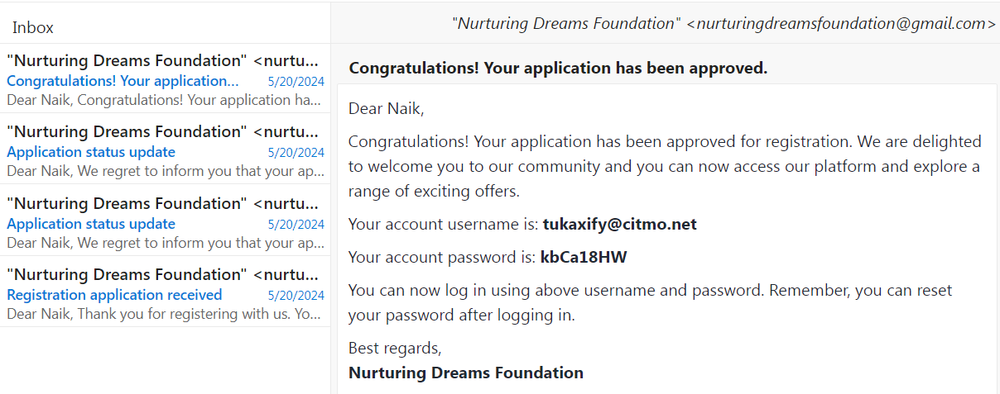 Inbox
"Nurturing Dreams Foundation" <nurtu...
Congratulations! Your application... 5/20/2024
Dear Naik, Congratulations! Your application ha...
"Nurturing Dreams Foundation" <nurtu...
Application status update 5/20/2024
Dear Naik, We regret to inform you that your ap...
"Nurturing Dreams Foundation" <nurtu...
Application status update 5/20/2024
Dear Naik, We regret to inform you that your ap...
"Nurturing Dreams Foundation" <nurtu...
Registration application received 5/20/2024
Dear Naik, Thank you for registering with us. Yo...
"Nurturing Dreams Foundation" <nurturingdreamsfoundation@gmail.com>
Congratulations! Your application has been approved.
Dear Naik,
Congratulations! Your application has been approved for registration. We are delighted
to welcome you to our community and you can now access our platform and explore a
range of exciting offers.
Your account username is: tukaxify@citmo.net
Your account password is: kbCa18HW
You can now log in using above username and password. Remember, you can reset
your password after logging in.
Best regards,
Nurturing Dreams Foundation